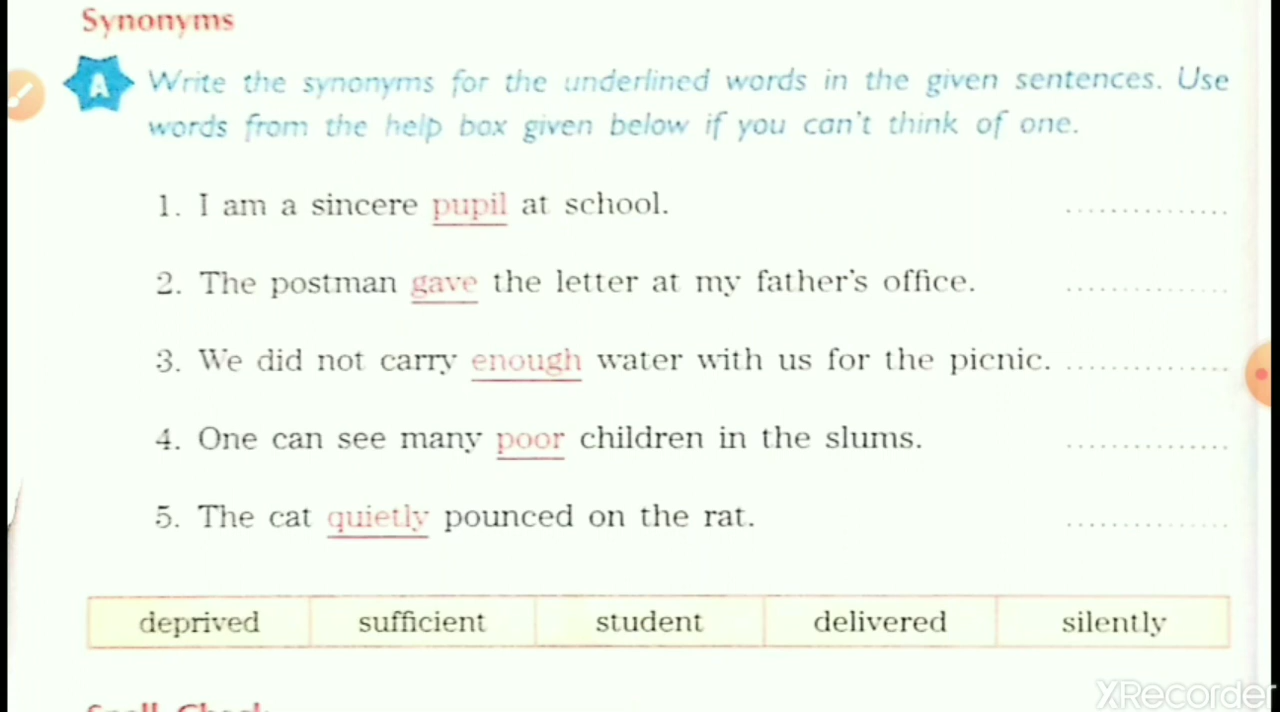 Synonyms
A Write the synonyms for the underlined words in the given sentences. Use
words from the help box given below if you can't think of one.
1. I am a sincere pupil at school. ..............
2. The postman gave the letter at my father's office. ..............
3. We did not carry enough water with us for the picnic. ..............
4. One can see many poor children in the slums. ..............
5. The cat quietly pounced on the rat. ..............
deprived sufficient student delivered silently
Spell Check
XRecorder